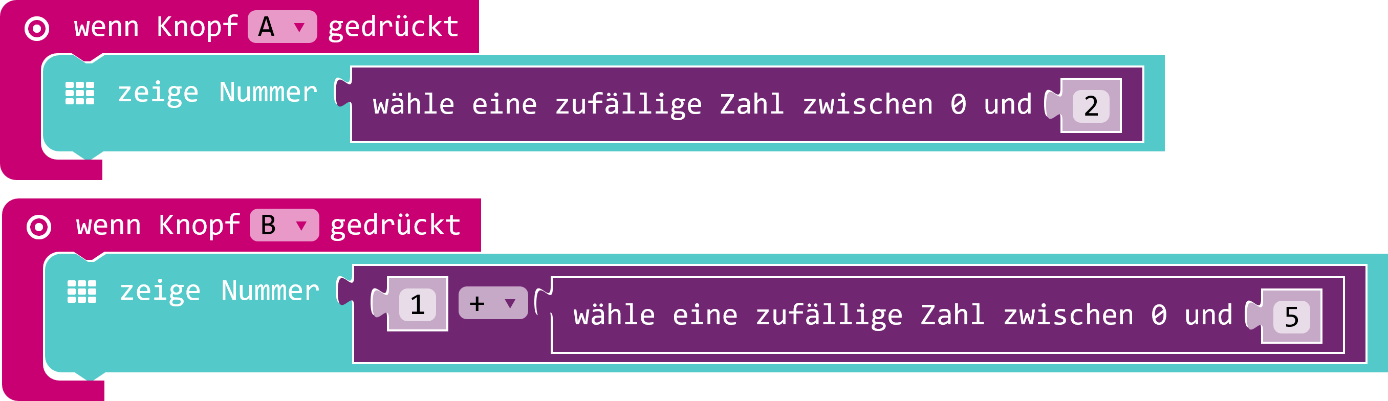 wenn Knopf A gedrückt
zeige Nummer wähle eine zufällige Zahl zwischen 0 und 2
wenn Knopf B gedrückt
zeige Nummer 1 + wähle eine zufällige Zahl zwischen 0 und 5